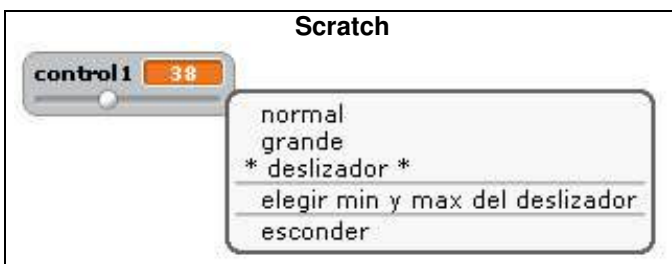 Scratch
control1 38
normal
grande
* deslizador *
elegir min y max del deslizador
esconder